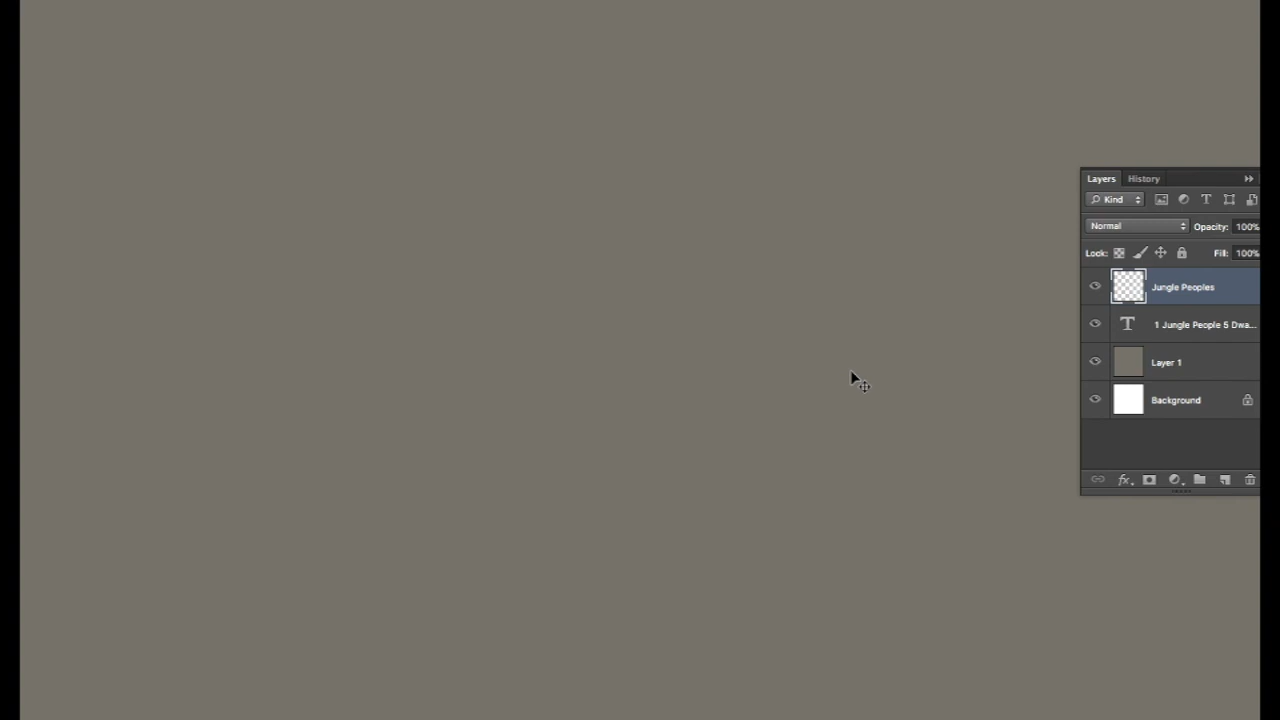 Layers History
Kind
Normal Opacity: 100%
Lock: Fill: 100%
Jungle Peoples
T 1 Jungle People 5 Dwa...
Layer 1
Background
fx